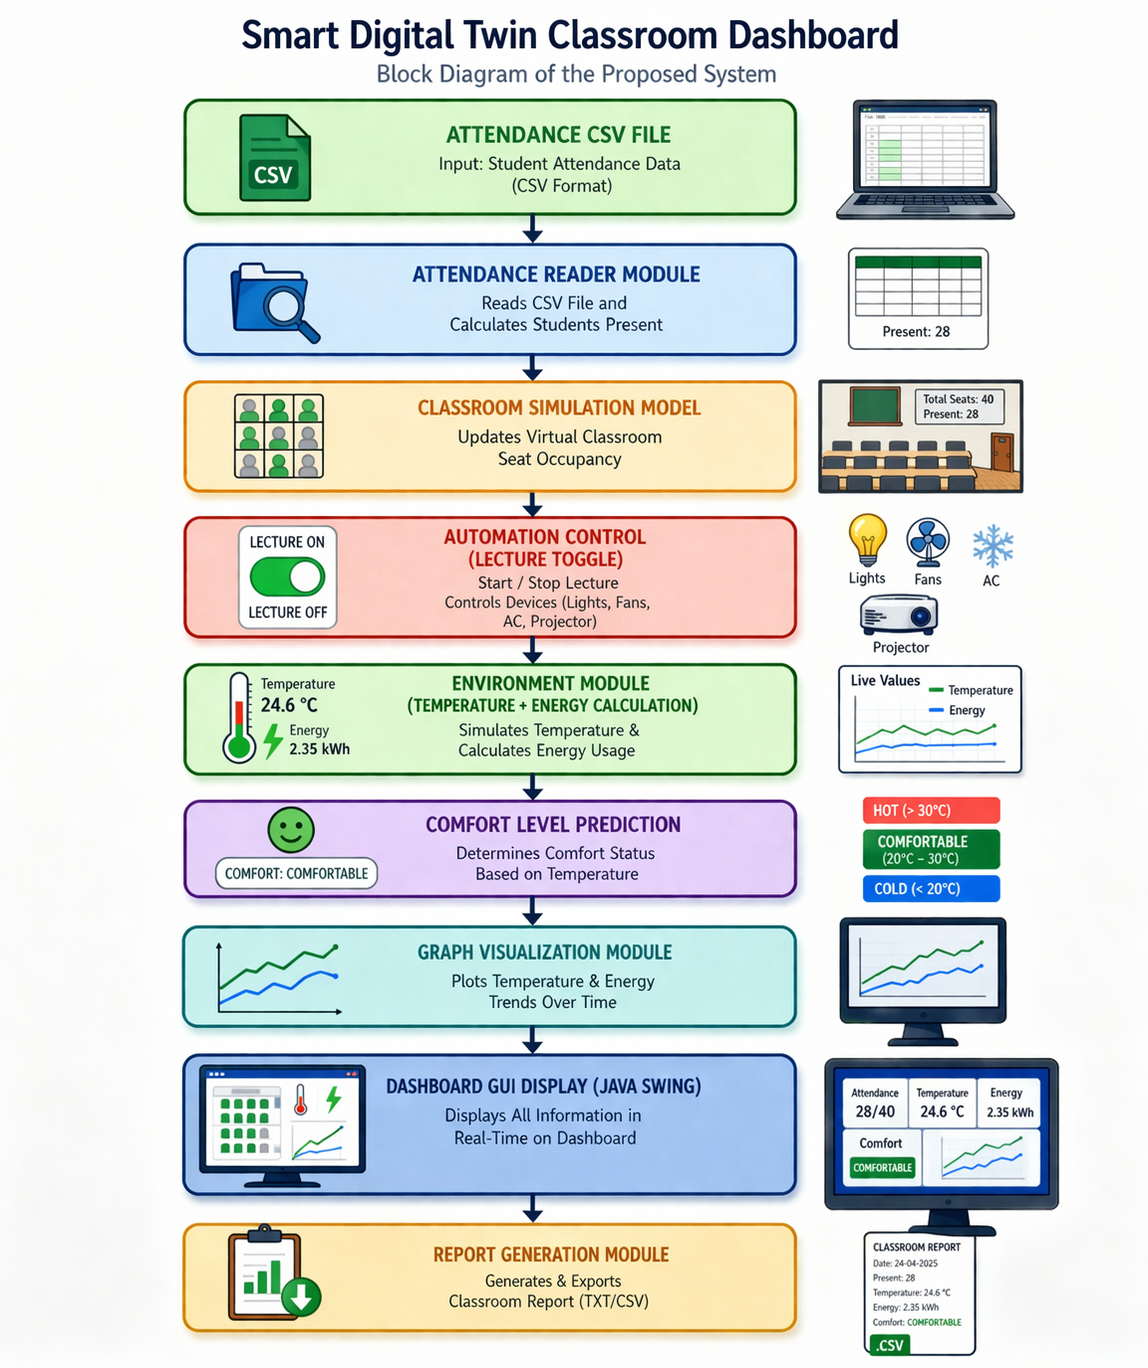 Smart Digital Twin Classroom Dashboard
Block Diagram of the Proposed System
CSV
ATTENDANCE CSV FILE
Input: Student Attendance Data
(CSV Format)
ATTENDANCE READER MODULE
Reads CSV File and
Calculates Students Present
Present: 28
CLASSROOM SIMULATION MODEL
Updates Virtual Classroom
Seat Occupancy
Total Seats: 40
Present: 28
LECTURE ON
LECTURE OFF
AUTOMATION CONTROL
(LECTURE TOGGLE)
Start / Stop Lecture
Controls Devices (Lights, Fans,
AC, Projector)
Lights
Fans
AC
Projector
Temperature
24.6 °C
Energy
2.35 kWh
ENVIRONMENT MODULE
(TEMPERATURE + ENERGY CALCULATION)
Simulates Temperature &
Calculates Energy Usage
Live Values
Temperature
Energy
COMFORT: COMFORTABLE
COMFORT LEVEL PREDICTION
Determines Comfort Status
Based on Temperature
HOT (> 30°C)
COMFORTABLE
(20°C – 30°C)
COLD (< 20°C)
GRAPH VISUALIZATION MODULE
Plots Temperature & Energy
Trends Over Time
DASHBOARD GUI DISPLAY (JAVA SWING)
Displays All Information in
Real-Time on Dashboard
Attendance
28/40
Temperature
24.6 °C
Energy
2.35 kWh
Comfort
COMFORTABLE
REPORT GENERATION MODULE
Generates & Exports
Classroom Report (TXT/CSV)
CLASSROOM REPORT
Date: 24-04-2025
Present: 28
Temperature: 24.6 °C
Energy: 2.35 kWh
Comfort: COMFORTABLE
.CSV